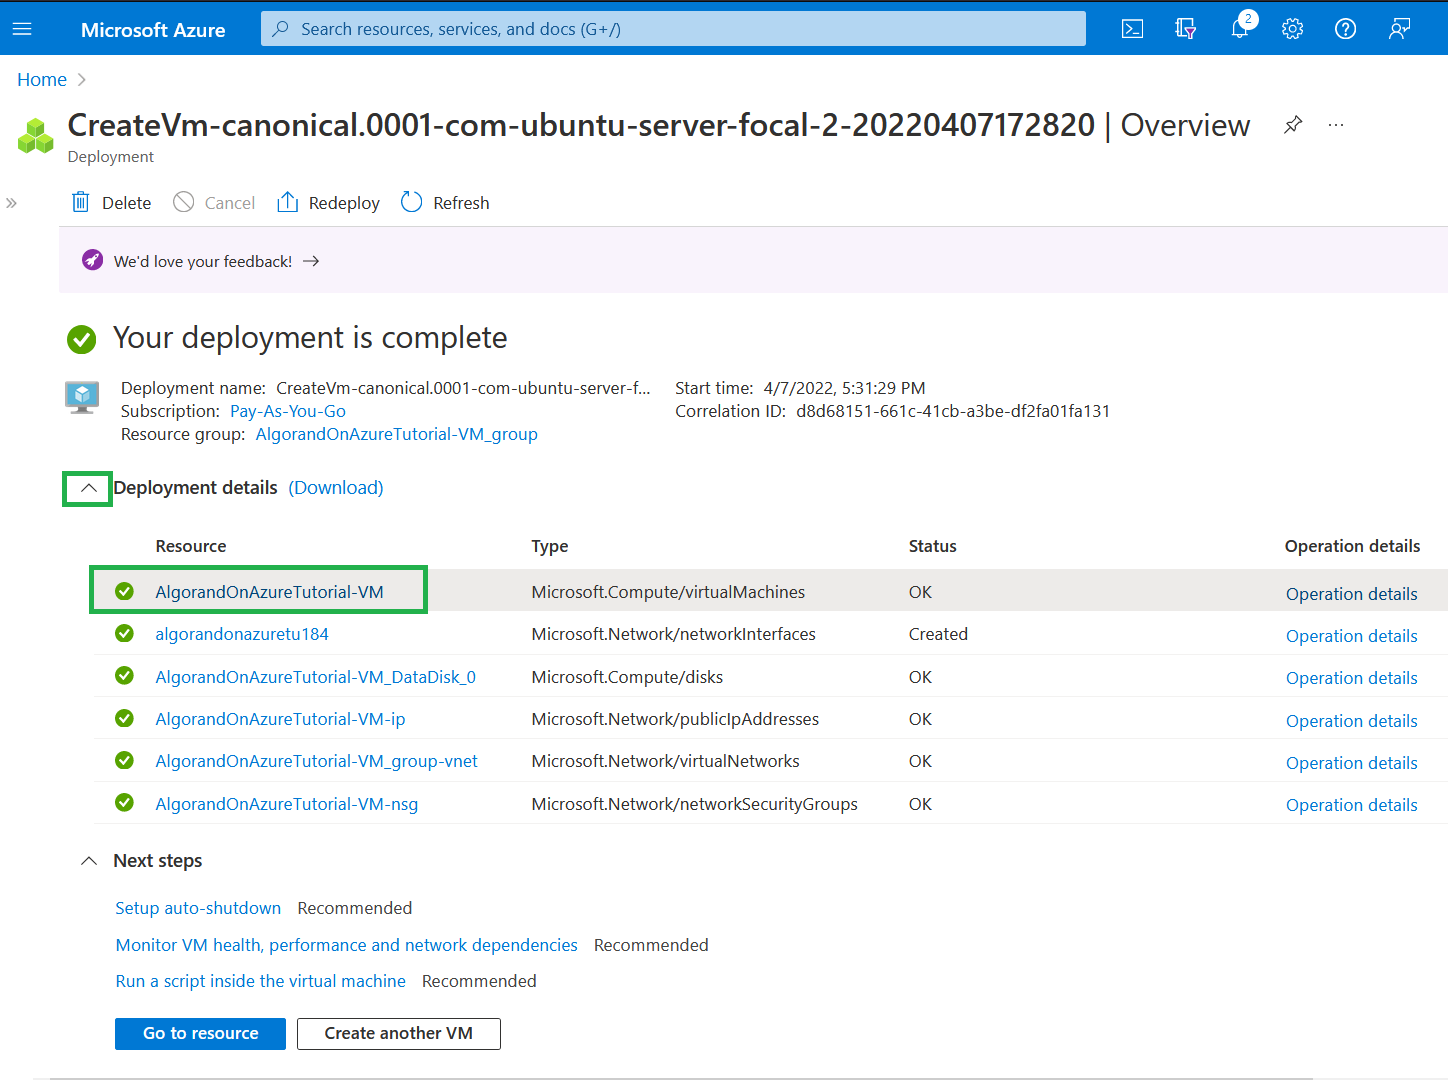 Microsoft Azure
Search resources, services, and docs (G+/)
2
Home
CreateVm-canonical.0001-com-ubuntu-server-focal-2-20220407172820 | Overview
Deployment
Delete
Cancel
Redeploy
Refresh
We'd love your feedback!
Your deployment is complete
Deployment name: CreateVm-canonical.0001-com-ubuntu-server-f...
Subscription: Pay-As-You-Go
Resource group: AlgorandOnAzureTutorial-VM_group
Start time: 4/7/2022, 5:31:29 PM
Correlation ID: d8d68151-661c-41cb-a3be-df2fa01fa131
Deployment details (Download)
Resource Type Status Operation details
AlgorandOnAzureTutorial-VM Microsoft.Compute/virtualMachines OK Operation details
algorandonazuretu184 Microsoft.Network/networkInterfaces Created Operation details
AlgorandOnAzureTutorial-VM_DataDisk_0 Microsoft.Compute/disks OK Operation details
AlgorandOnAzureTutorial-VM-ip Microsoft.Network/publicIpAddresses OK Operation details
AlgorandOnAzureTutorial-VM_group-vnet Microsoft.Network/virtualNetworks OK Operation details
AlgorandOnAzureTutorial-VM-nsg Microsoft.Network/networkSecurityGroups OK Operation details
Next steps
Setup auto-shutdown Recommended
Monitor VM health, performance and network dependencies Recommended
Run a script inside the virtual machine Recommended
Go to resource
Create another VM